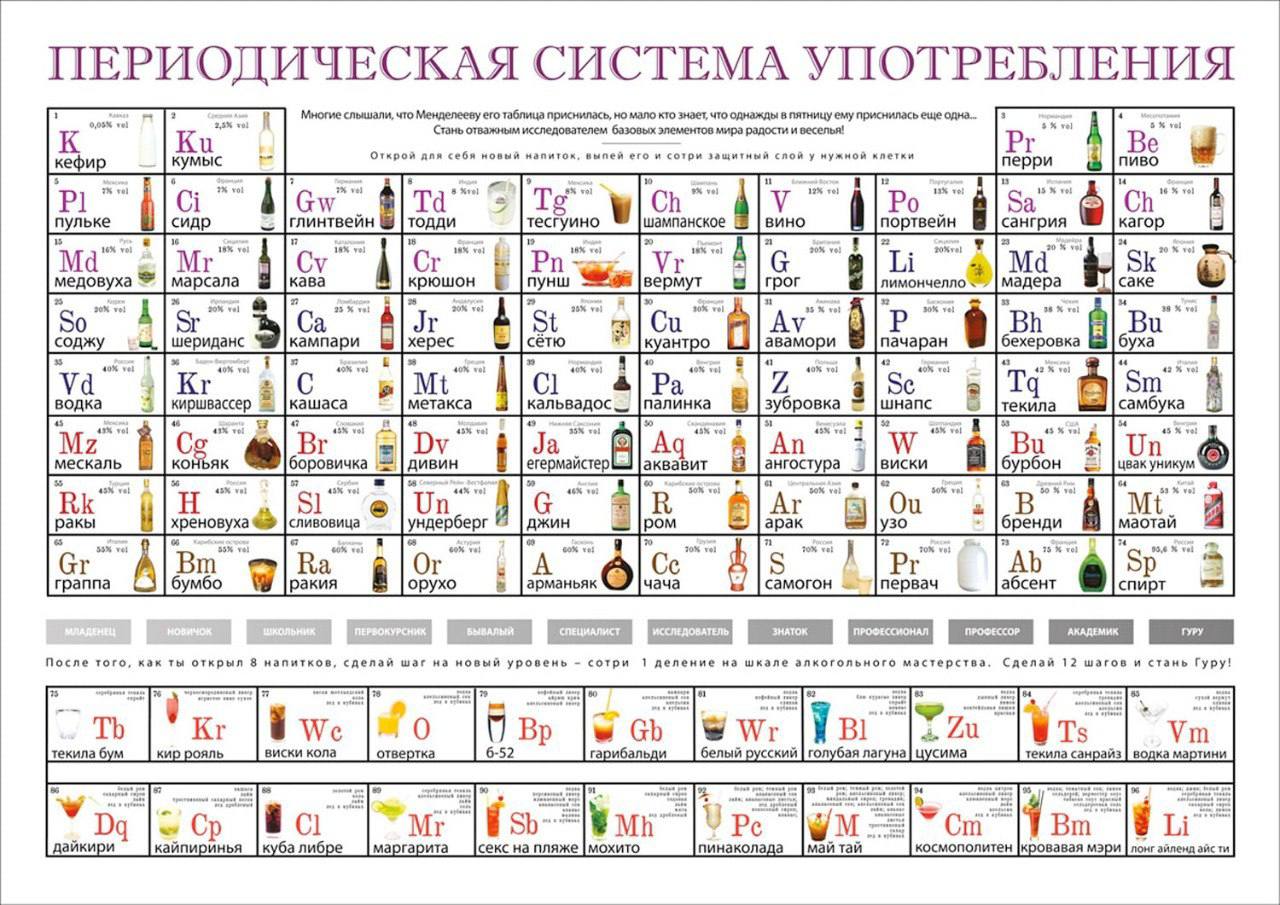 ПЕРИОДИЧЕСКАЯ СИСТЕМА УПОТРЕБЛЕНИЯ
Многие слышали, что Менделееву его таблица приснилась, но мало кто знает, что однажды в пятницу ему приснилась еще одна...
Стань отважным исследователем базовых элементов мира радости и веселья!
Открой для себя новый напиток, выпей его и сотри защитный слой у нужной клетки
1 Кавказ 0,05% vol K кефир
2 Средняя Азия 2,5% vol Ku кумыс
3 Нормандия 5 % vol Pr перри
4 Месопотамия 5 % vol Be пиво
5 Мексика 7% vol Pl пульке
6 Франция 7% vol Ci сидр
7 Германия 7% vol Gw глинтвейн
8 Индия 8 %vol Td тодди
9 Мексика 8% vol Tg тесгуино
10 Шампань 9% vol Ch шампанское
11 Ближний Восток 12% vol V вино
12 Португалия 13% vol Po портвейн
13 Испания 15 % vol Sa сангрия
14 Франция 16 % vol Ch кагор
15 Русь 16% vol Md медовуха
16 Сицилия 18% vol Mr марсала
17 Каталония 18% vol Cv кава
18 Франция 18% vol Cr крюшон
19 Индия Pn пунш
20 Пьемонт 18% vol Vr вермут
21 Британия 20% vol G грог
22 Сицилия 20%vol Li лимончелло
23 Мадейра 20 % vol Md мадера
24 Япония 20 % vol Sk саке
25 Корея 20% vol So соджу
26 Ирландия 20% vol Sr шериданс
27 Ломбардия 25 % vol Ca кампари
28 Андалусия 20% vol Jr херес
29 Япония 25% vol St сётю
30 Франция 30% vol Cu куантро
31 35 % vol Av авамори
32 30% vol P пачаран
33 Чехия 38 % vol Bh бехеровка
34 Тунис Bu буха
35 Россия 40% vol Vd водка
36 Баден-Вюртемберг 40% vol Kr киршвассер
37 Бразилия 40% vol C кашаса
38 Греция 40% vol Mt метакса
39 Нормандия 40% vol Cl кальвадос
40 Венгрия 40% vol Pa палинка
41 Польша 40% vol Z зубровка
42 Германия 40% vol Sc шнапс
43 Мексика 42 % vol Tq текила
44 Италия 42 % vol Sm самбука
45 Мексика 43% vol Mz мескаль
46 Шаранта 43% vol Cg коньяк
47 Словакия 45% vol Br боровичка
48 Молдавия 45% vol Dv дивин
49 Нижняя Саксония 35% vol Ja егермайстер
50 Скандинавия 45% vol Aq аквавит
51 Венесуэла 45% vol An ангостура
52 Шотландия 45% vol W виски
53 США 45 % vol Bu бурбон
54 Венгрия 45 % vol Un цвак уникум
55 Турция 45% vol Rk ракы
56 Россия 45% vol H хреновуха
57 Сербия 45% vol Sl сливовица
58 Северный Рейн-Вестфалия 44% vol Un ундерберг
59 Англия 46% vol G джин
60 Карибские острова 50% vol R ром
61 Центральная Азия 50% vol Ar арак
62 Греция 50% vol Ou узо
63 Древний Рим 50 % vol B бренди
64 Китай 53 % vol Mt маотай
65 Италия 55% vol Gr граппа
66 Карибские острова 55% vol Bm бумбо
67 Балканы 60% vol Ra ракия
68 Астурия 60% vol Or орухо
69 Гасконь 60% vol A арманьяк
70 Грузия 70% vol Cc чача
71 Россия 70% vol S самогон
72 Россия 70% vol Pr первач
73 Франция 75 % vol Ab абсент
74 Россия 95,6 % vol Sp спирт
МЛАДЕНЕЦ НОВИЧОК ШКОЛЬНИК ПЕРВОКУРСНИК БЫВАЛЫЙ СПЕЦИАЛИСТ ИССЛЕДОВАТЕЛЬ ЗНАТОК ПРОФЕССИОНАЛ ПРОФЕССОР АКАДЕМИК ГУРУ
После того, как ты открыл 8 напитков, сделай шаг на новый уровень – сотри 1 деление на шкале алкогольного мастерства. Сделай 12 шагов и стань Гуру!
75 Tb текила бум
76 Kr кир рояль
77 Wc виски кола
78 O отвертка
79 Bp б-52
80 Gb гарибальди
81 Wr белый русский
82 Bl голубая лагуна
83 Zu цусима
84 Ts текила санрайз
85 Vm водка мартини
86 Dq дайкири
87 Cp кайпиринья
88 Cl куба либре
89 Mr маргарита
90 Sb секс на пляже
91 Mh мохито
92 Pc пинаколада
93 M май тай
94 Cm космополитен
95 Bm кровавая мэри
96 Li лонг айленд айс ти